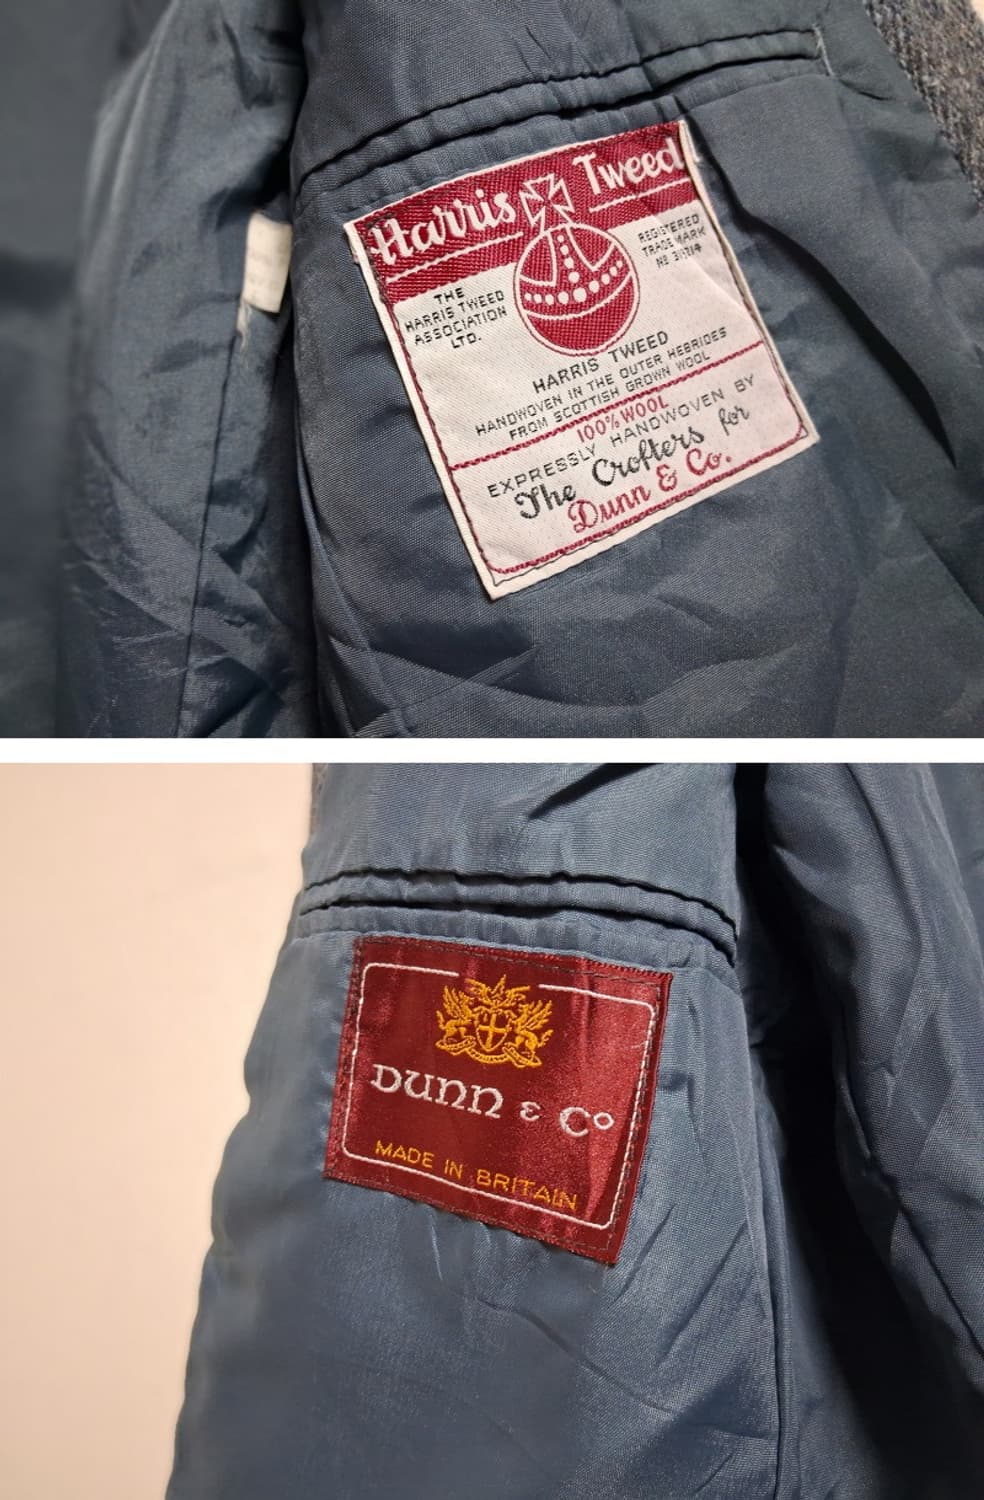 Harris Tweed
THE
HARRIS TWEED
ASSOCIATION
LTD.
REGISTERED
TRADE MARK
HARRIS TWEED
HANDWOVEN IN THE OUTER HEBRIDES
FROM SCOTTISH GROWN WOOL
100% WOOL
EXPRESSLY HANDWOVEN BY
The Crofters for
Dunn & Co.
DUNN & Cº
MADE IN BRITAIN